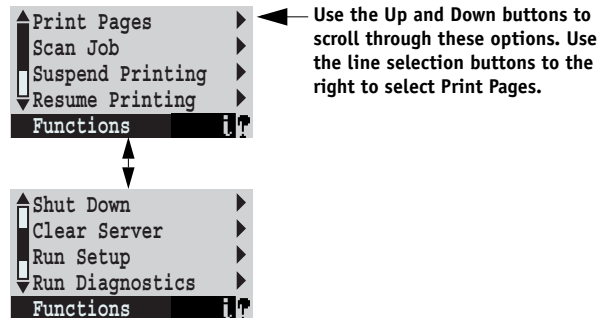 Print Pages
Scan Job
Suspend Printing
Resume Printing
Functions
Use the Up and Down buttons to
scroll through these options. Use
the line selection buttons to the
right to select Print Pages.
Shut Down
Clear Server
Run Setup
Run Diagnostics
Functions